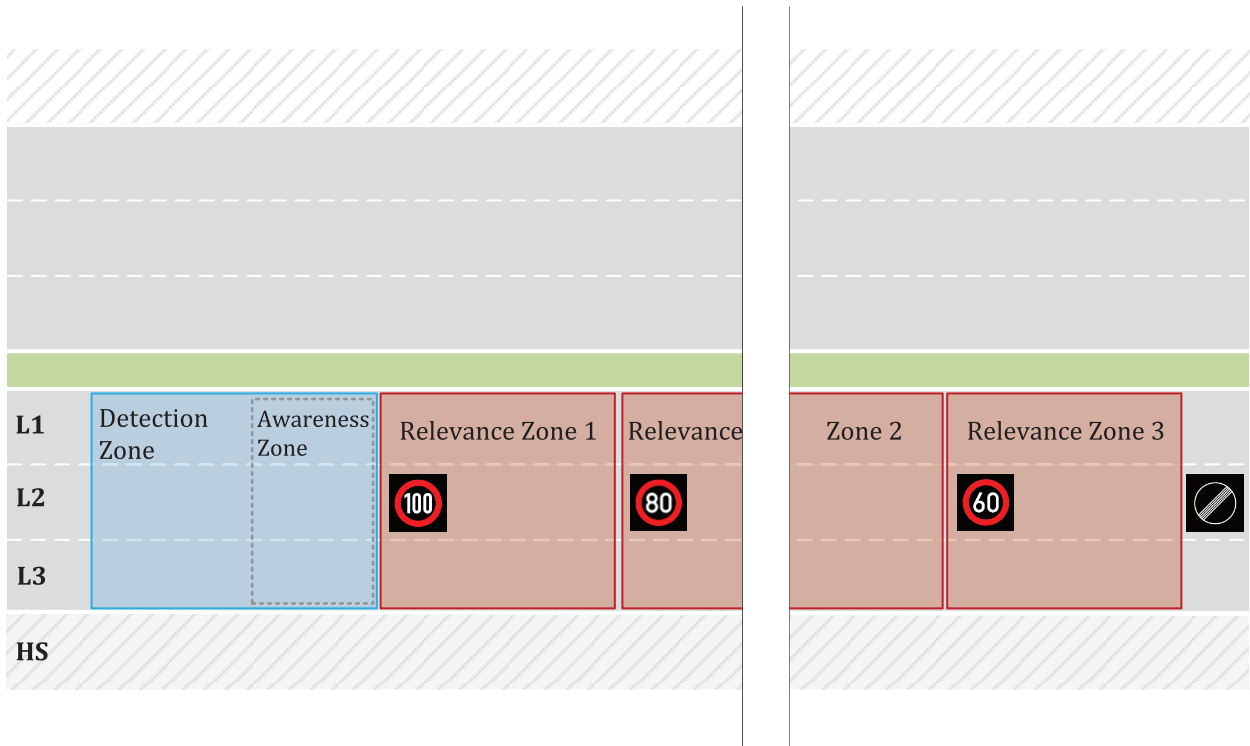 L1
Detection
Zone
Awareness
Zone
Relevance Zone 1
Relevance
Zone 2
Relevance Zone 3
L2
100
80
60
L3
HS